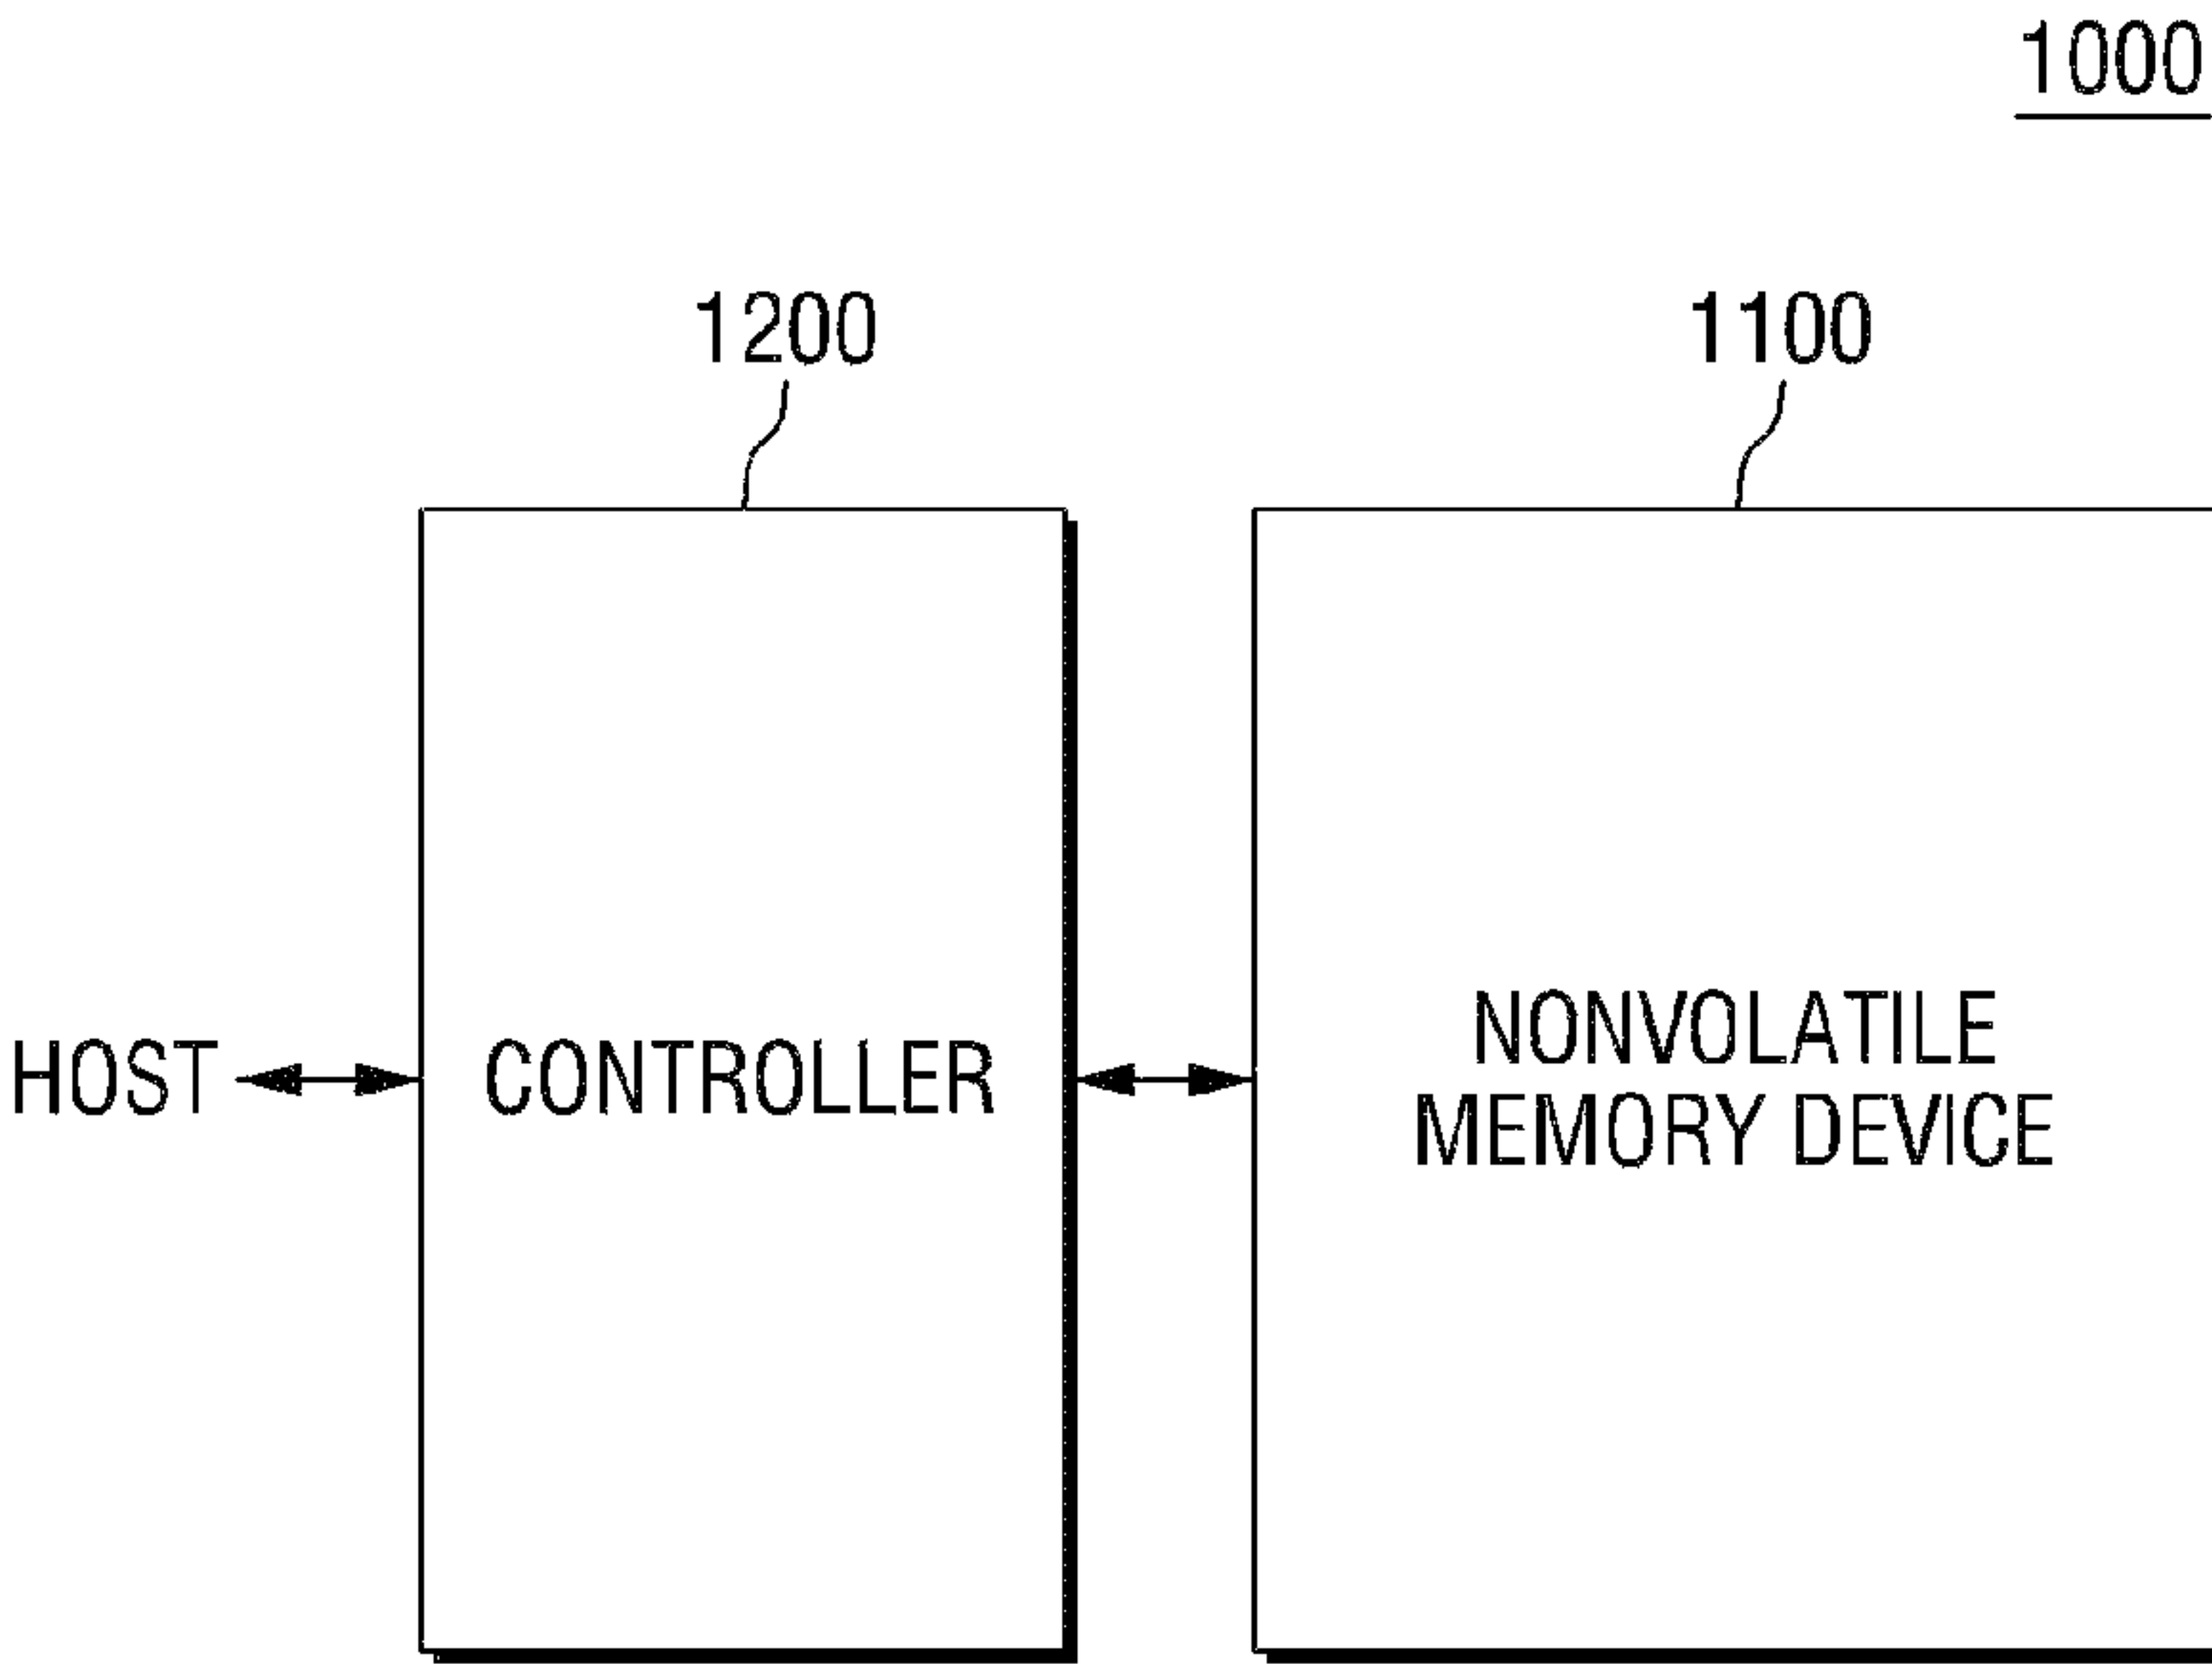 1000
1200
1100
HOST
CONTROLLER
NONVOLATILE
MEMORY DEVICE